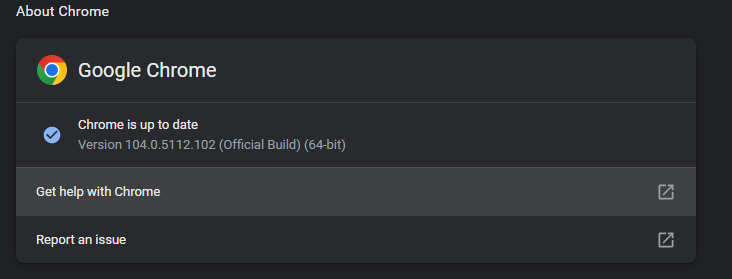 About Chrome
Google Chrome
Chrome is up to date
Version 104.0.5112.102 (Official Build) (64-bit)
Get help with Chrome
Report an issue